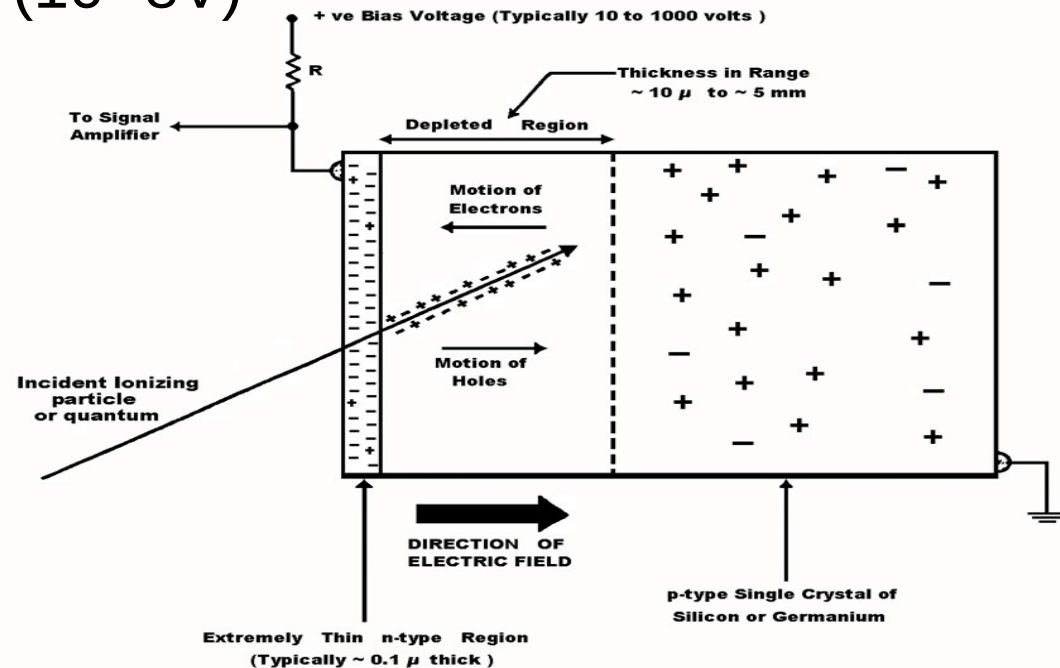 + ve Bias Voltage (Typically 10 to 1000 volts )
R
Thickness in Range
~ 10 μ to ~ 5 mm
To Signal
Amplifier
Depleted Region
Motion of
Electrons
Motion of
Holes
Incident Ionizing
particle
or quantum
DIRECTION OF
ELECTRIC FIELD
p-type Single Crystal of
Silicon or Germanium
Extremely Thin n-type Region
(Typically ~ 0.1 μ thick )